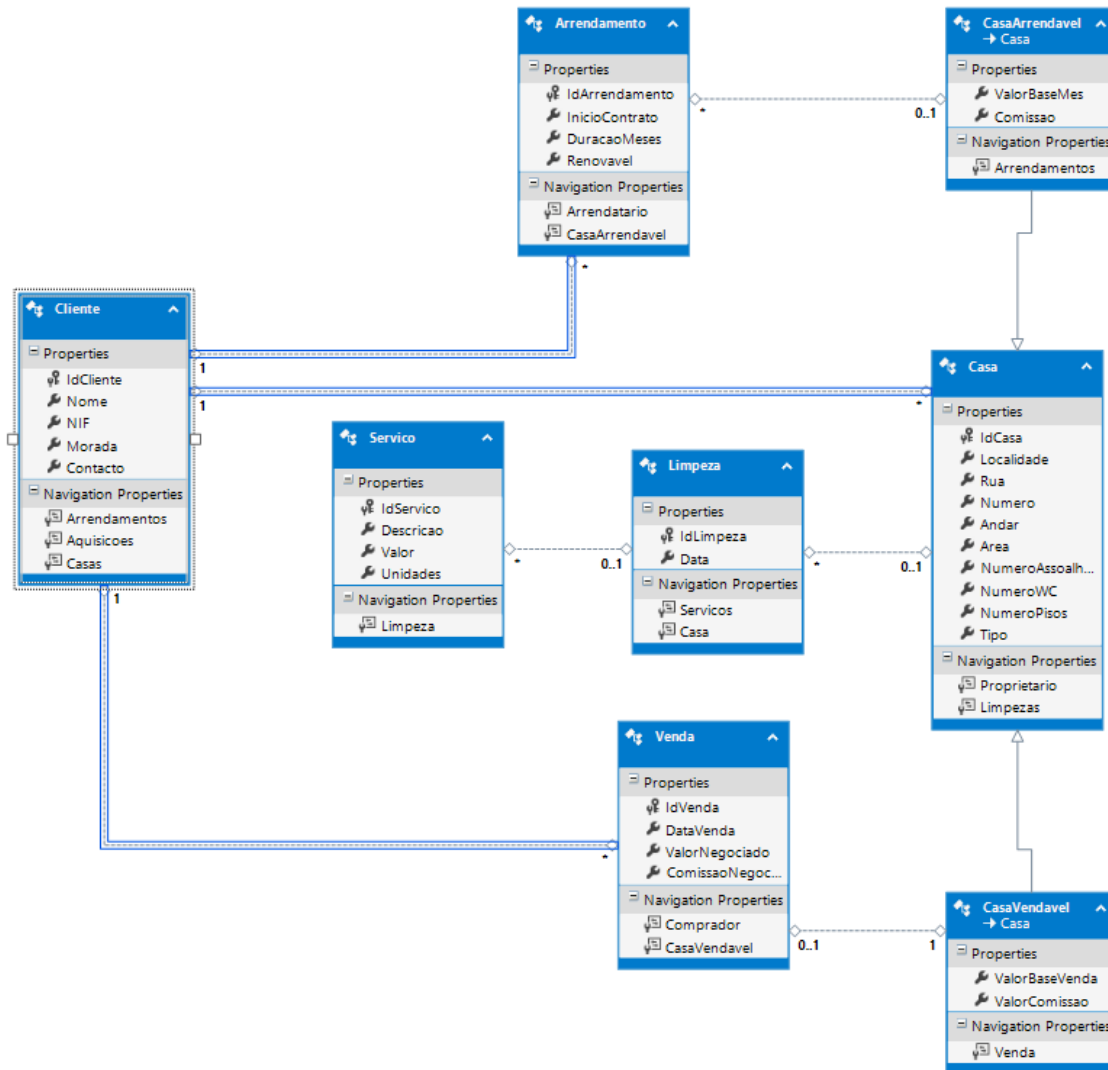 Arrendamento
Properties
IdArrendamento
InicioContrato
DuracaoMeses
Renovavel
Navigation Properties
Arrendatario
CasaArrendavel
*
0..1
CasaArrendavel
Casa
Properties
ValorBaseMes
Comissao
Navigation Properties
Arrendamentos
*
1
1
*
Cliente
Properties
IdCliente
Nome
NIF
Morada
Contacto
Navigation Properties
Arrendamentos
Aquisicoes
Casas
1
Servico
Properties
IdServico
Descricao
Valor
Unidades
Navigation Properties
Limpeza
*
0..1
Limpeza
Properties
IdLimpeza
Data
Navigation Properties
Servicos
Casa
*
0..1
Casa
Properties
IdCasa
Localidade
Rua
Numero
Andar
Area
NumeroAssoalh...
NumeroWC
NumeroPisos
Tipo
Navigation Properties
Proprietario
Limpezas
*
Venda
Properties
IdVenda
DataVenda
ValorNegociado
ComissaoNegoc...
Navigation Properties
Comprador
CasaVendavel
0..1
1
CasaVendavel
Casa
Properties
ValorBaseVenda
ValorComissao
Navigation Properties
Venda